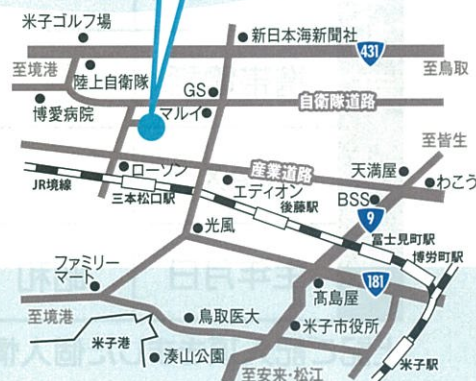 米子ゴルフ場
新日本海新聞社
431
至境港
陸上自衛隊
至鳥取
GS
自衛隊道路
博愛病院
マルイ
至皆生
ローソン
産業道路
天満屋
わこう
JR境線
三本松口駅
エディオン
後藤駅
BSS
9
光風
富士見町駅
博労町駅
ファミリー
マート
181
髙島屋
至境港
鳥取医大
米子市役所
米子港
湊山公園
米子駅
至安来・松江